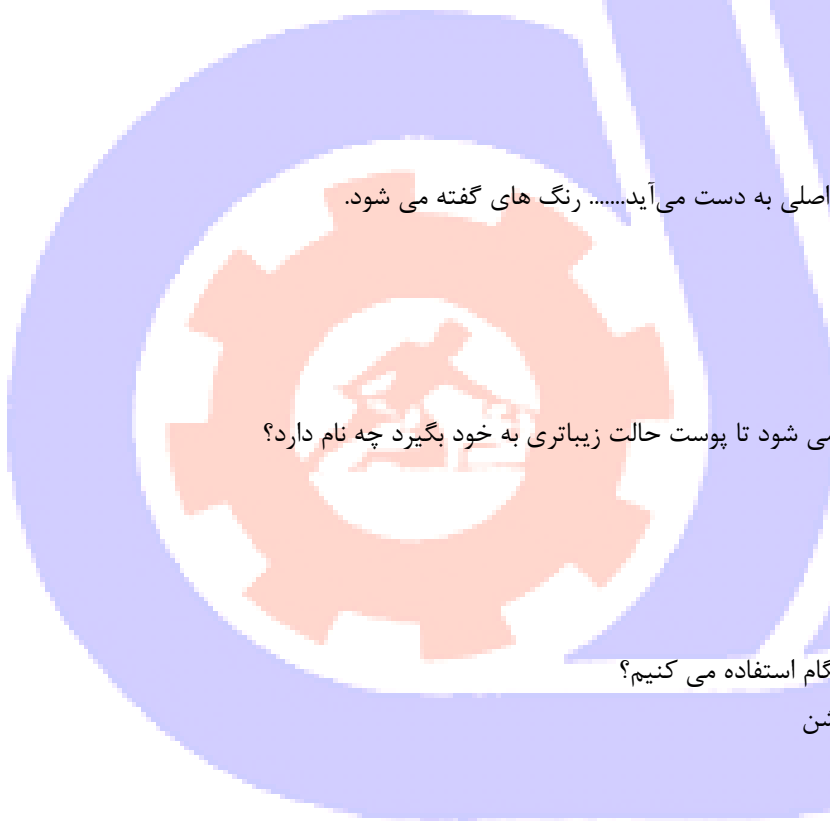 اصلی به دست می‌آید....... رنگ های گفته می شود.
می شود تا پوست حالت زیباتری به خود بگیرد چه نام دارد؟
گام استفاده می کنیم؟
شن